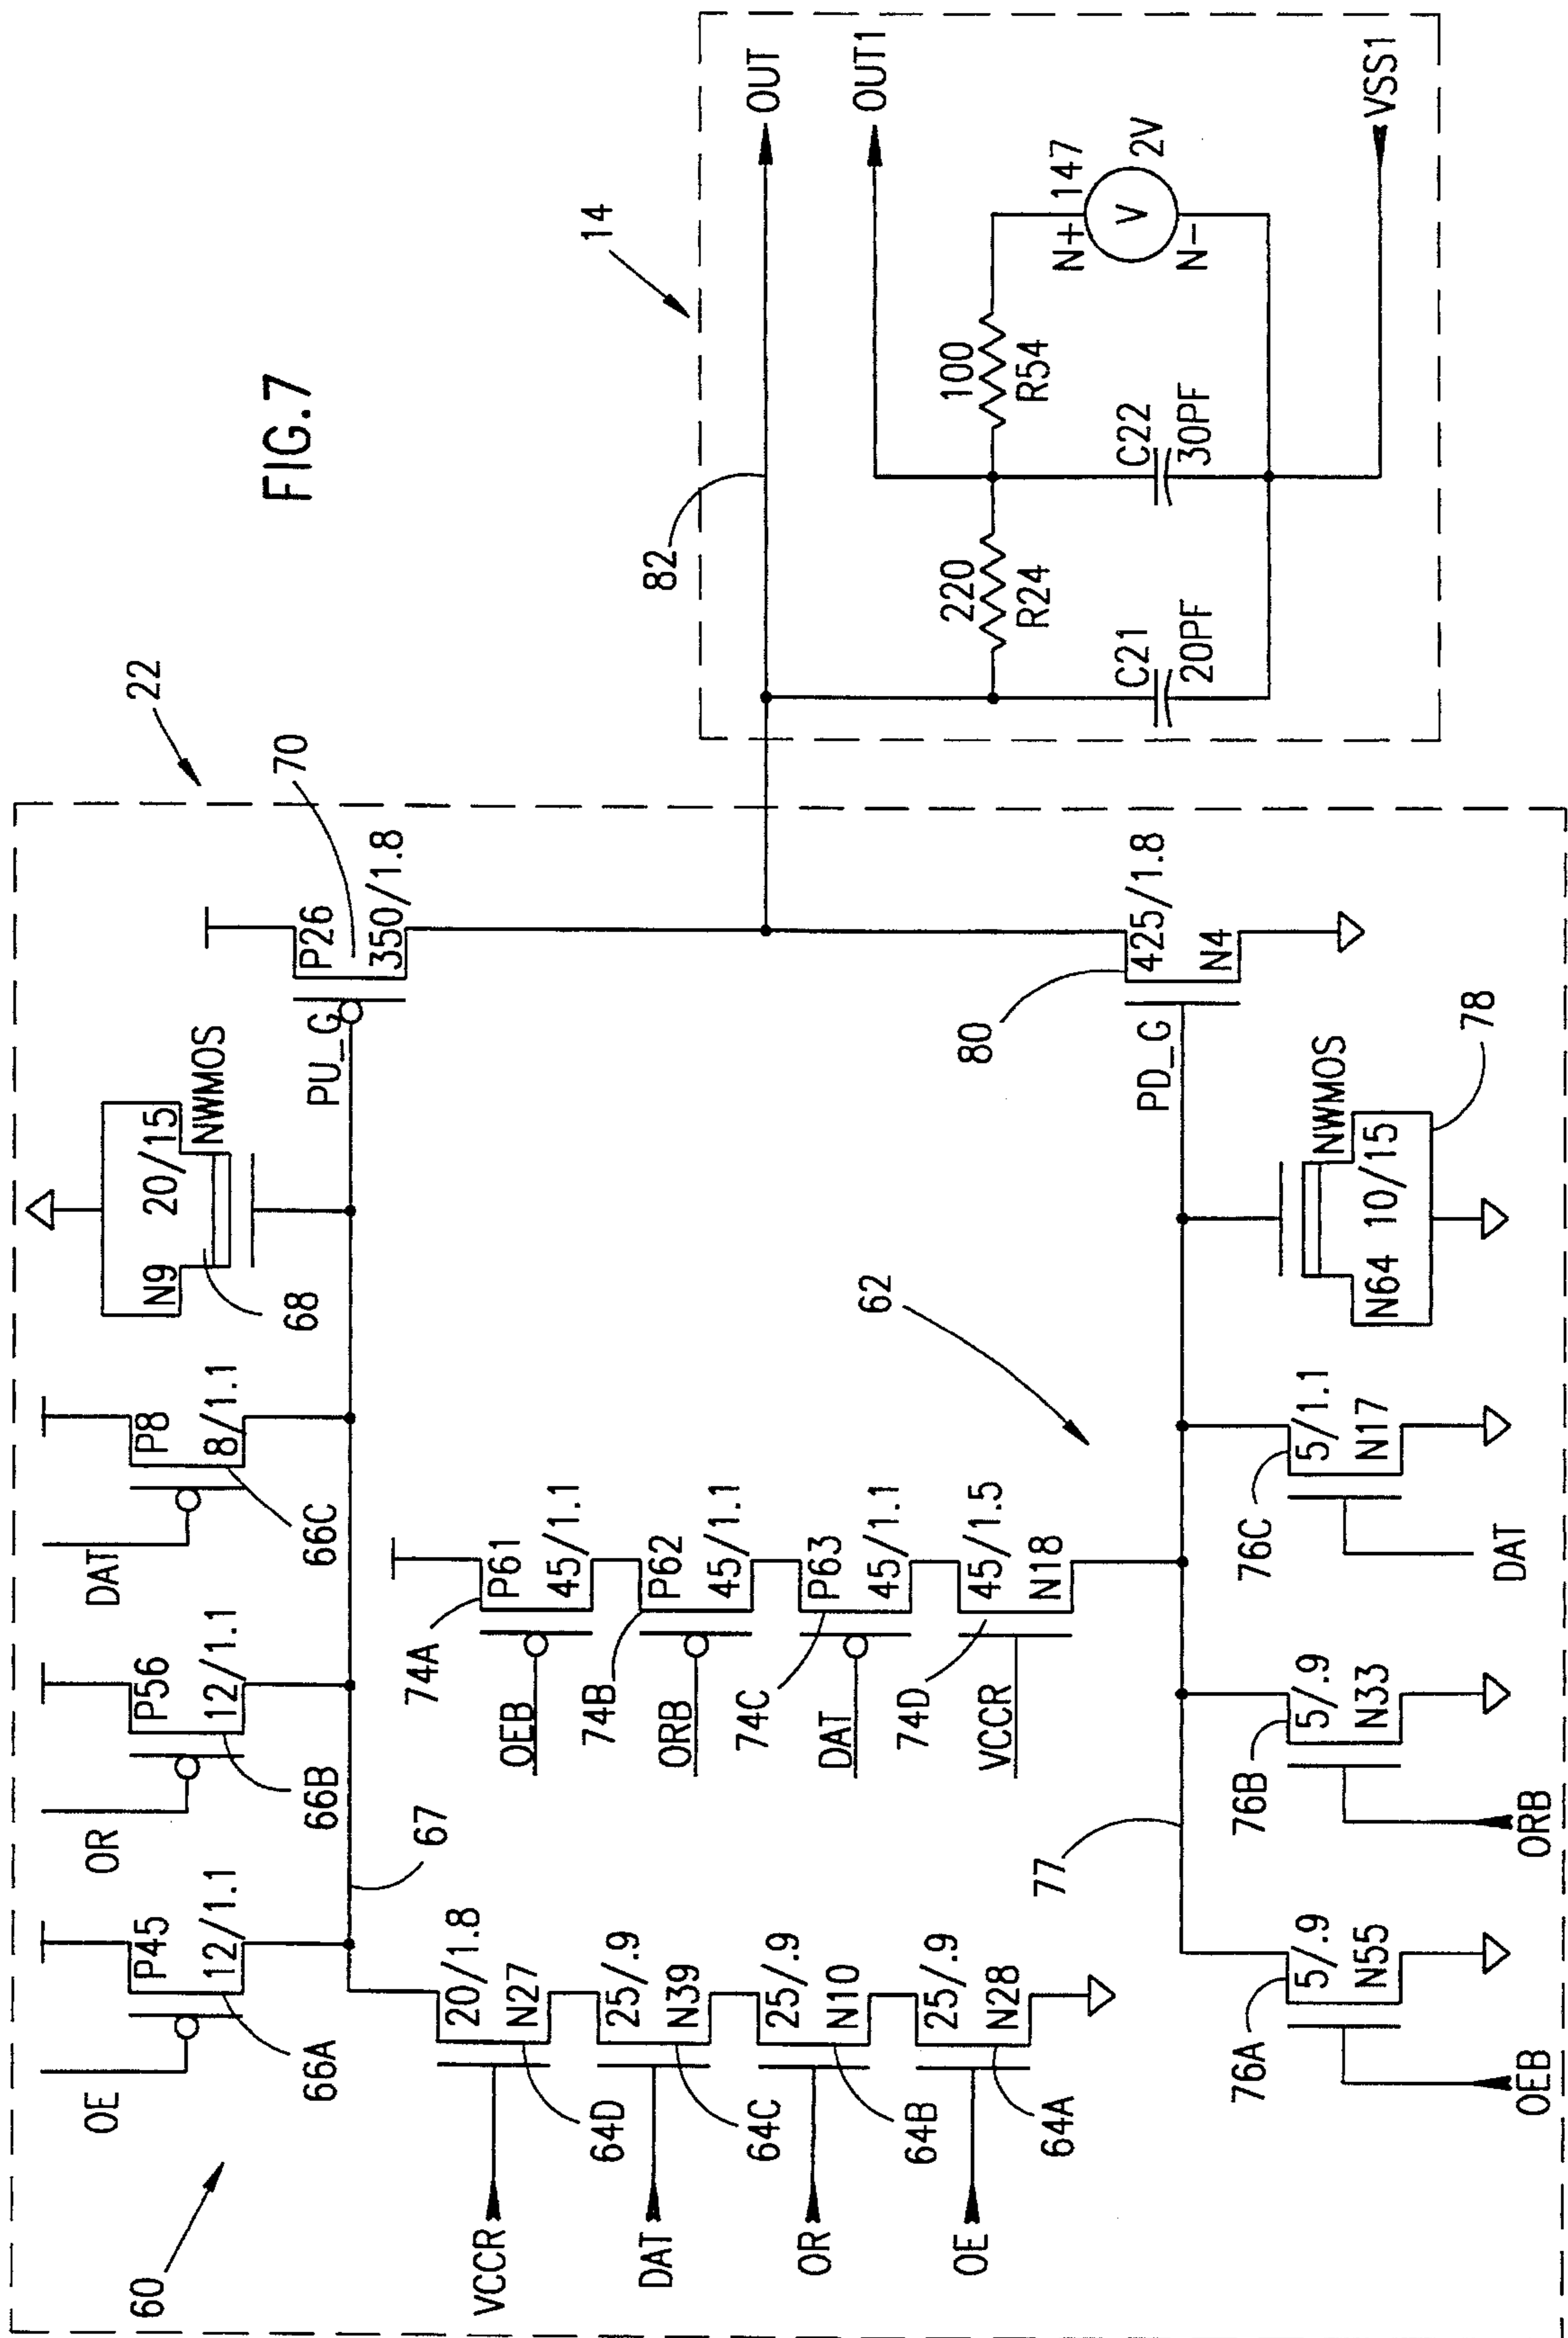 FIG.7
60
OE
P45
12/1.1
66A
OR
P56
12/1.1
66B
DAT
P8
8/1.1
66C
N9
20/15
NWMOS
68
22
P26
350/1.8
70
PU_G
67
VCCR
20/1.8
N27
64D
DAT
25/.9
N39
64C
OR
25/.9
N10
64B
OE
25/.9
N28
64A
74A
P61
45/1.1
OEB
74B
P62
45/1.1
ORB
74C
P63
45/1.1
DAT
74D
45/1.5
N18
VCCR
62
77
76A
5/.9
N55
OEB
76B
5/.9
N33
ORB
76C
5/1.1
N17
DAT
NWMOS
N64 10/15
78
PD_G
80
425/1.8
N4
82
14
OUT
OUT1
220
R24
100
R54
N+
147
V
2V
N-
C21
20PF
C22
30PF
VSS1